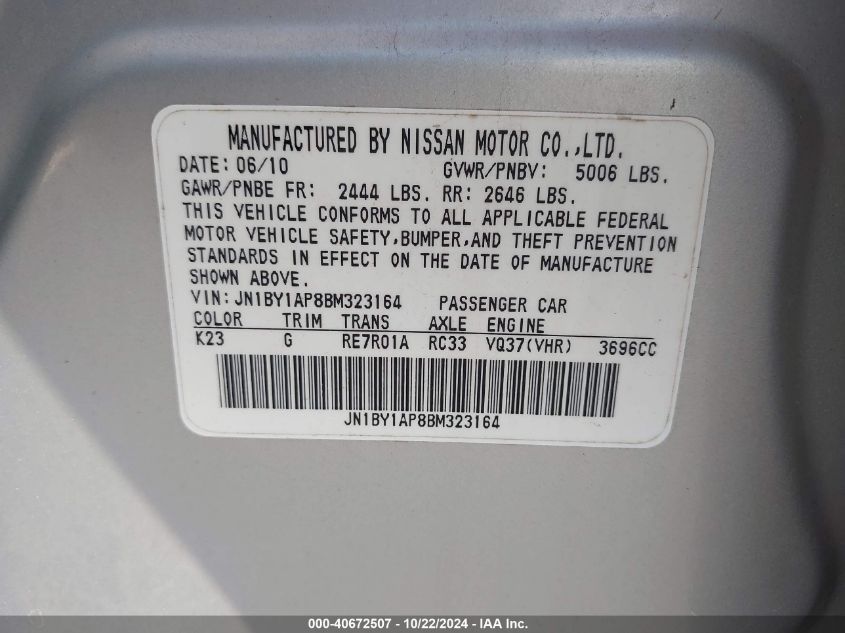 MANUFACTURED BY NISSAN MOTOR CO.,LTD.
DATE: 06/10 GVWR/PNBV: 5006 LBS.
GAWR/PNBE FR: 2444 LBS. RR: 2646 LBS.
THIS VEHICLE CONFORMS TO ALL APPLICABLE FEDERAL
MOTOR VEHICLE SAFETY,BUMPER,AND THEFT PREVENTION
STANDARDS IN EFFECT ON THE DATE OF MANUFACTURE
SHOWN ABOVE.
VIN: JN1BY1AP8BM323164 PASSENGER CAR
COLOR TRIM TRANS AXLE ENGINE
K23 G RE7R01A RC33 VQ37(VHR) 3696CC
JN1BY1AP8BM323164
000-40672507 - 10/22/2024 - IAA Inc.